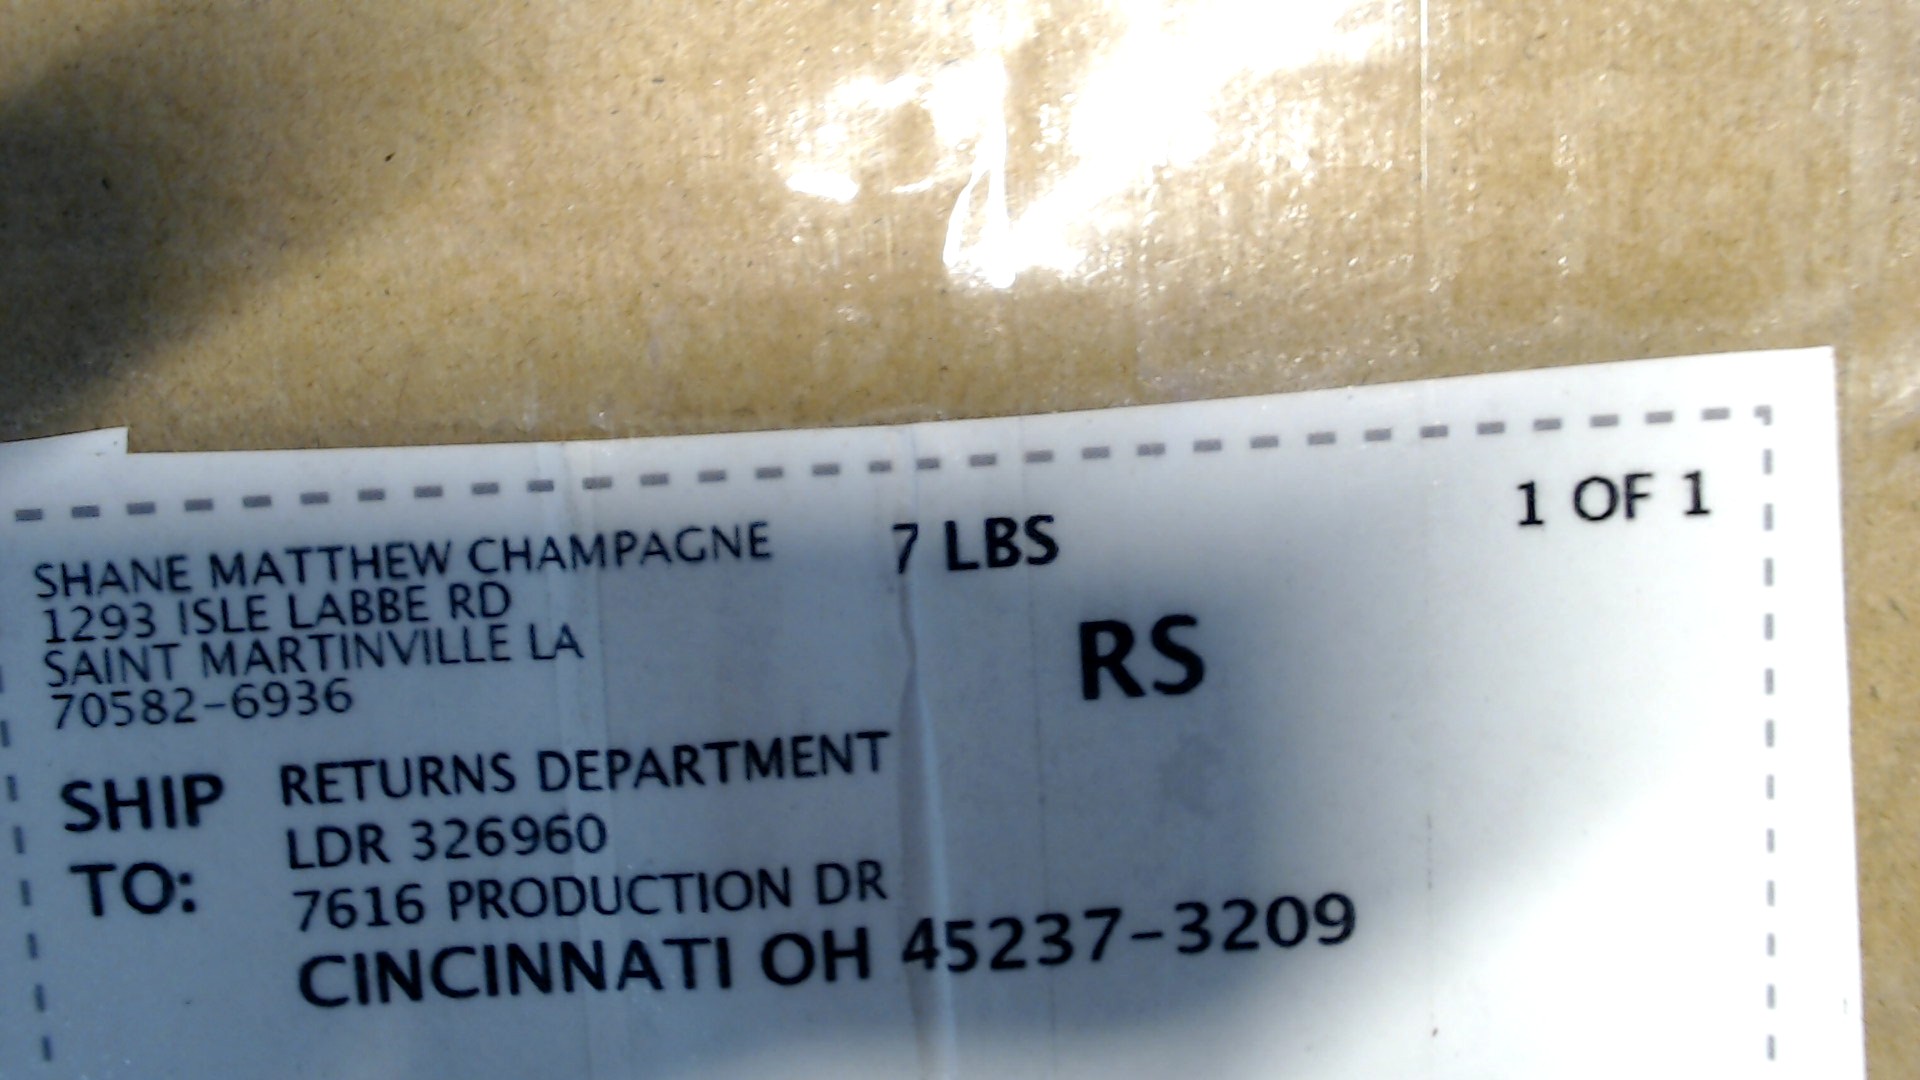 SHANE MATTHEW CHAMPAGNE 7 LBS 1 OF 1
1293 ISLE LABBE RD
SAINT MARTINVILLE LA
70582-6936
RS
SHIP TO:
RETURNS DEPARTMENT
LDR 326960
7616 PRODUCTION DR
CINCINNATI OH 45237-3209